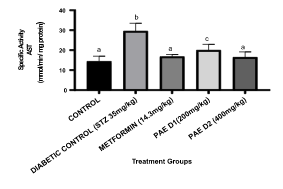 Specific Activity
AST
(nmol/min/mg protein)
40
30
20
10
0
a
b
a
c
a
CONTROL
DIABETIC CONTROL (STZ 35mg/kg)
METFORMIN (14.3mg/kg)
PAE D1(200mg/kg)
PAE D2 (400mg/kg)
Treatment Groups